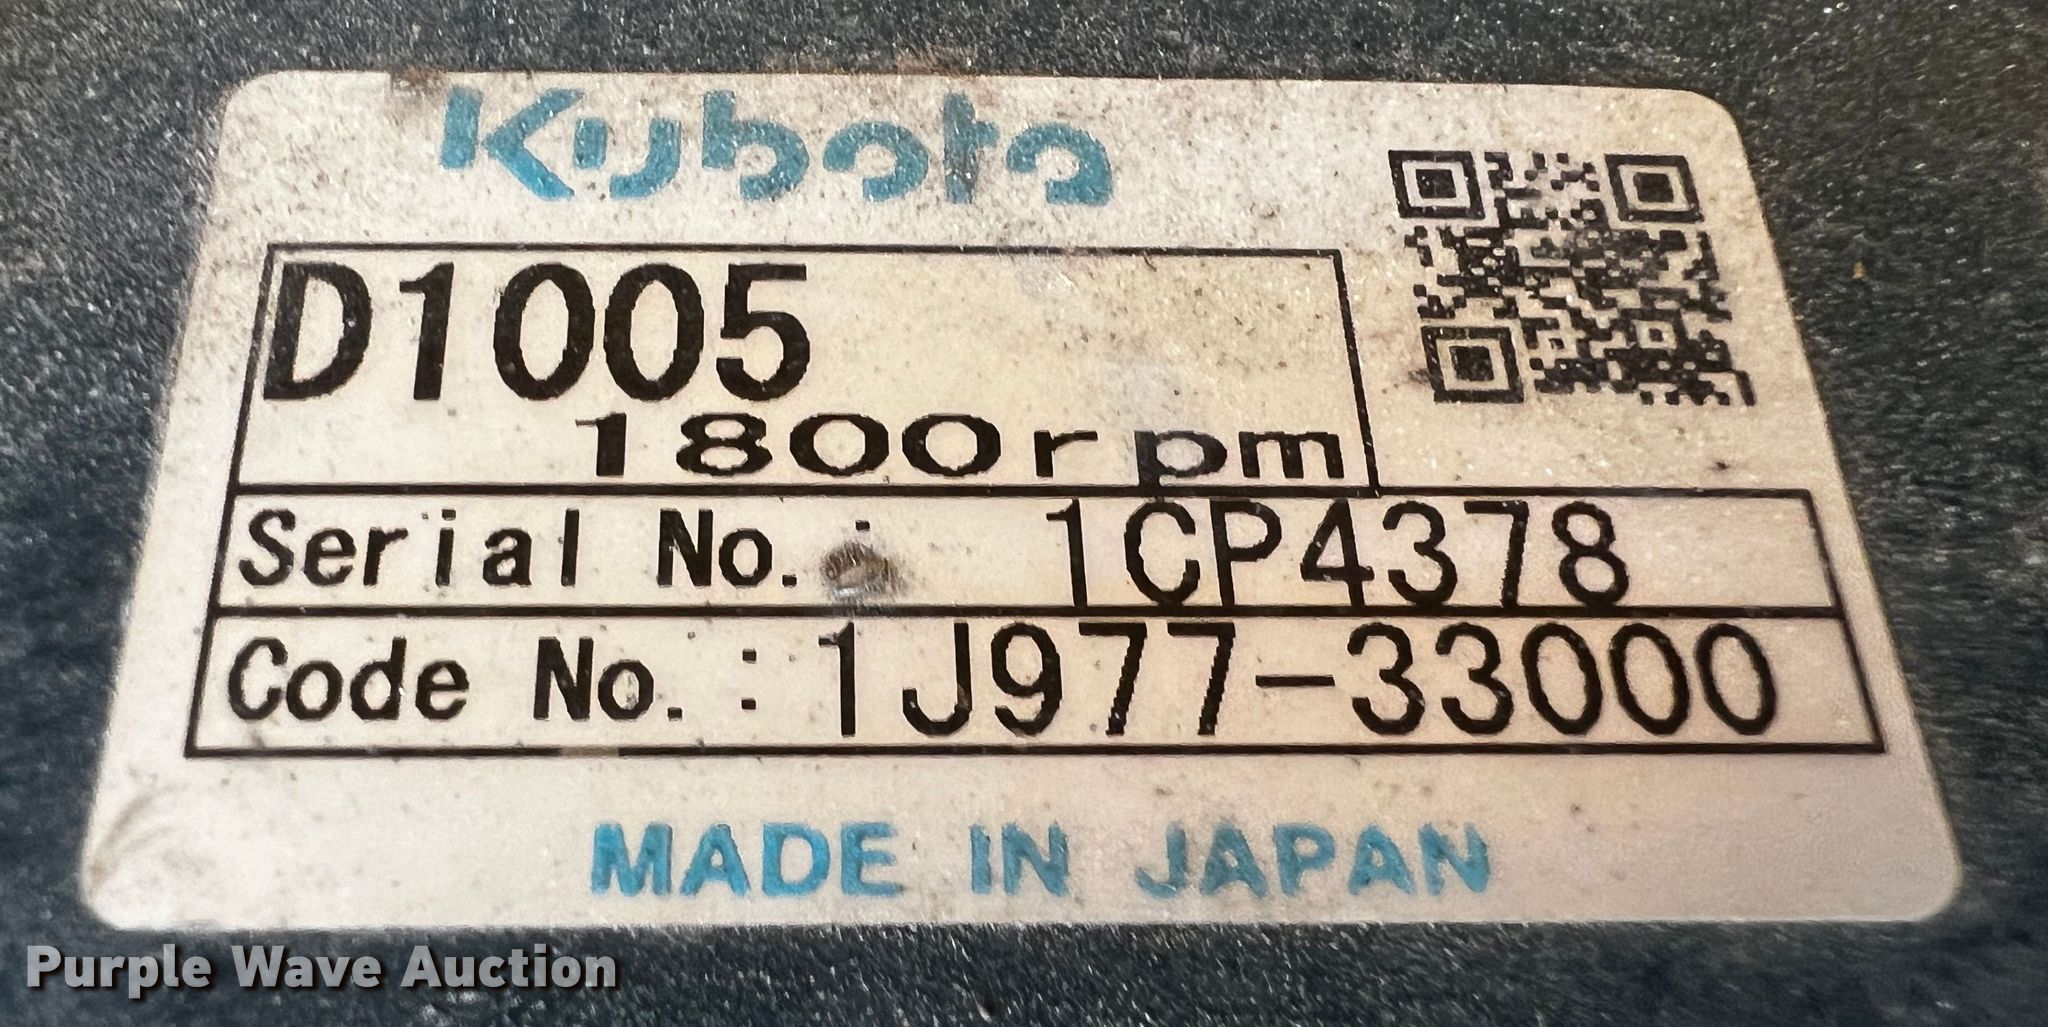 Kubota
D1005
1800rpm
Serial No.: 1CP4378
Code No.:1J977-33000
MADE IN JAPAN
Purple Wave Auction